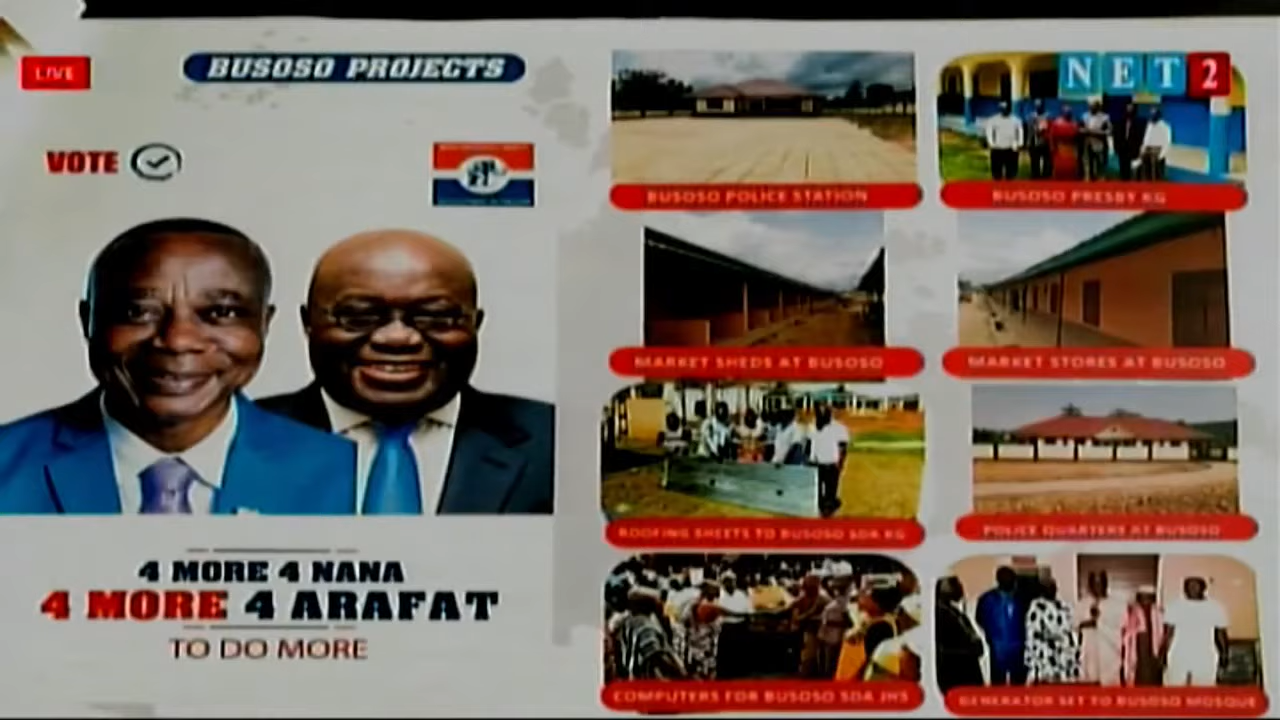 LIVE
BUSOSO PROJECTS
NET2
VOTE
4 MORE 4 NANA
4 MORE 4 ARAFAT
TO DO MORE
BUSOSO POLICE STATION
BUSOSO PRESBY KG
MARKET SHEDS AT BUSOSO
MARKET STORES AT BUSOSO
ROOFING SHEETS TO BUSOSO SDA KG
POLICE QUARTERS AT BUSOSO
COMPUTERS FOR BUSOSO SDA JHS
GENERATOR SET TO BUSOSO MOSQUE